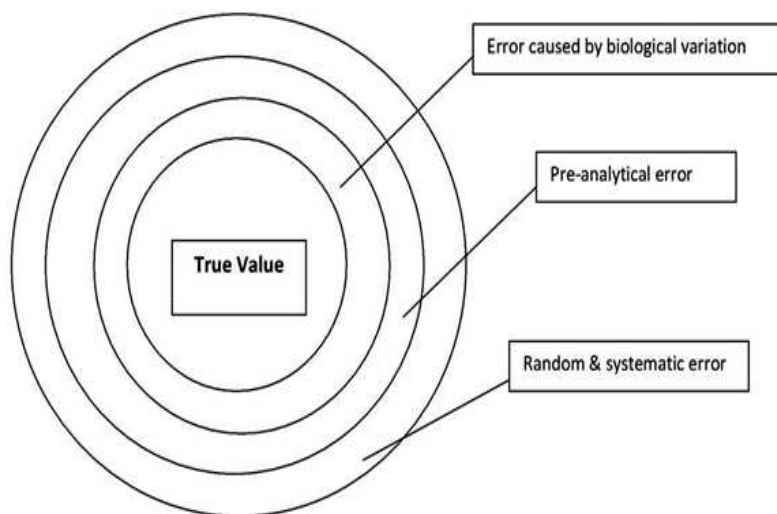 Error caused by biological variation
Pre-analytical error
True Value
Random & systematic error